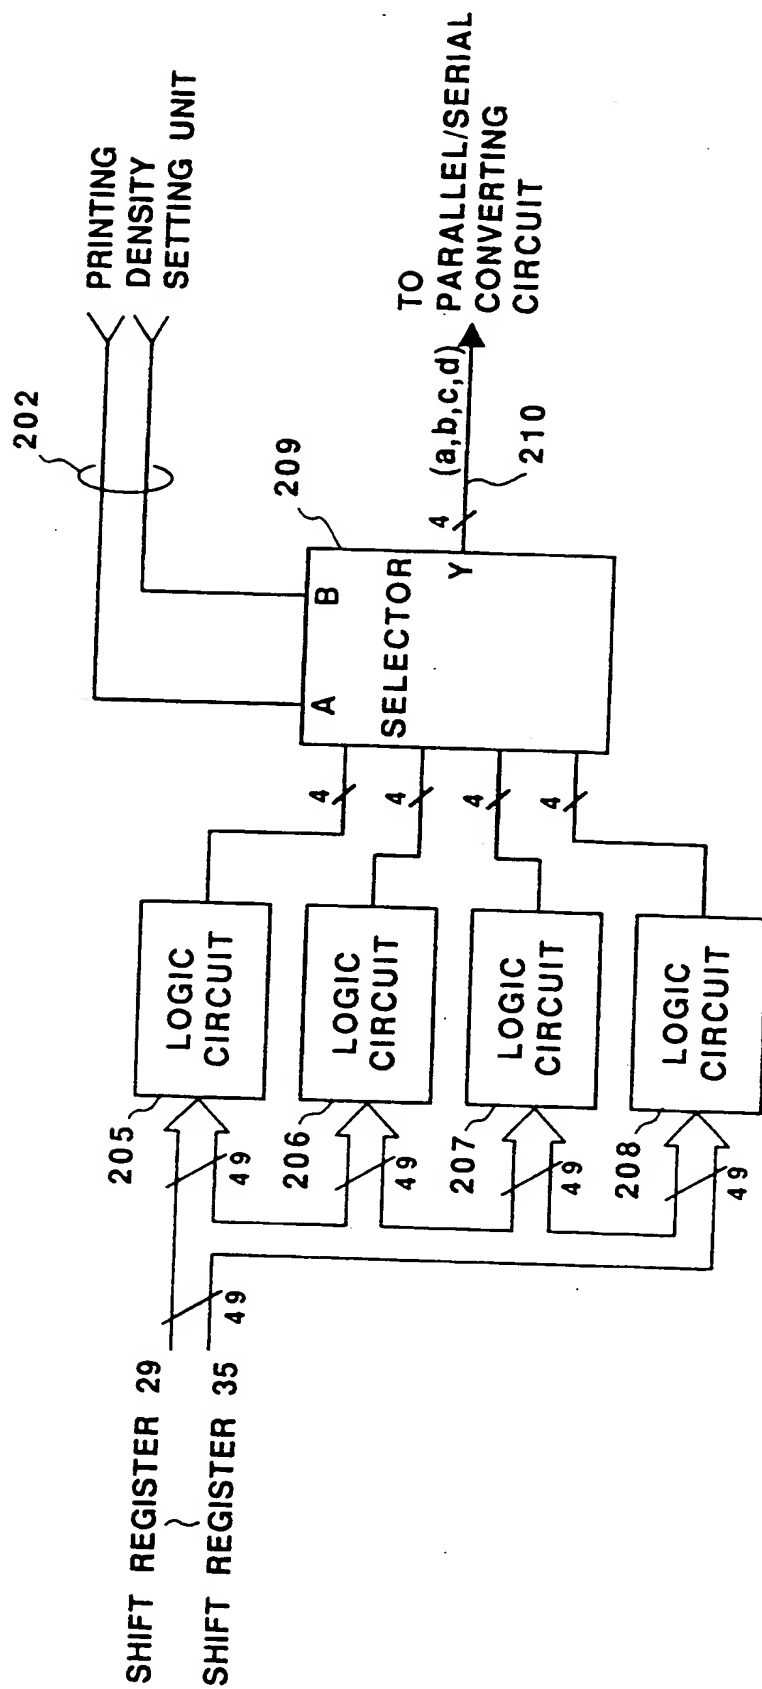 SHIFT REGISTER 29
~
SHIFT REGISTER 35
49
205
49
LOGIC
CIRCUIT
206
49
LOGIC
CIRCUIT
207
49
LOGIC
CIRCUIT
208
49
LOGIC
CIRCUIT
4
4
4
4
A
B
SELECTOR
Y
209
202
PRINTING
DENSITY
SETTING UNIT
4
(a,b,c,d)
210
TO
PARALLEL/SERIAL
CONVERTING
CIRCUIT